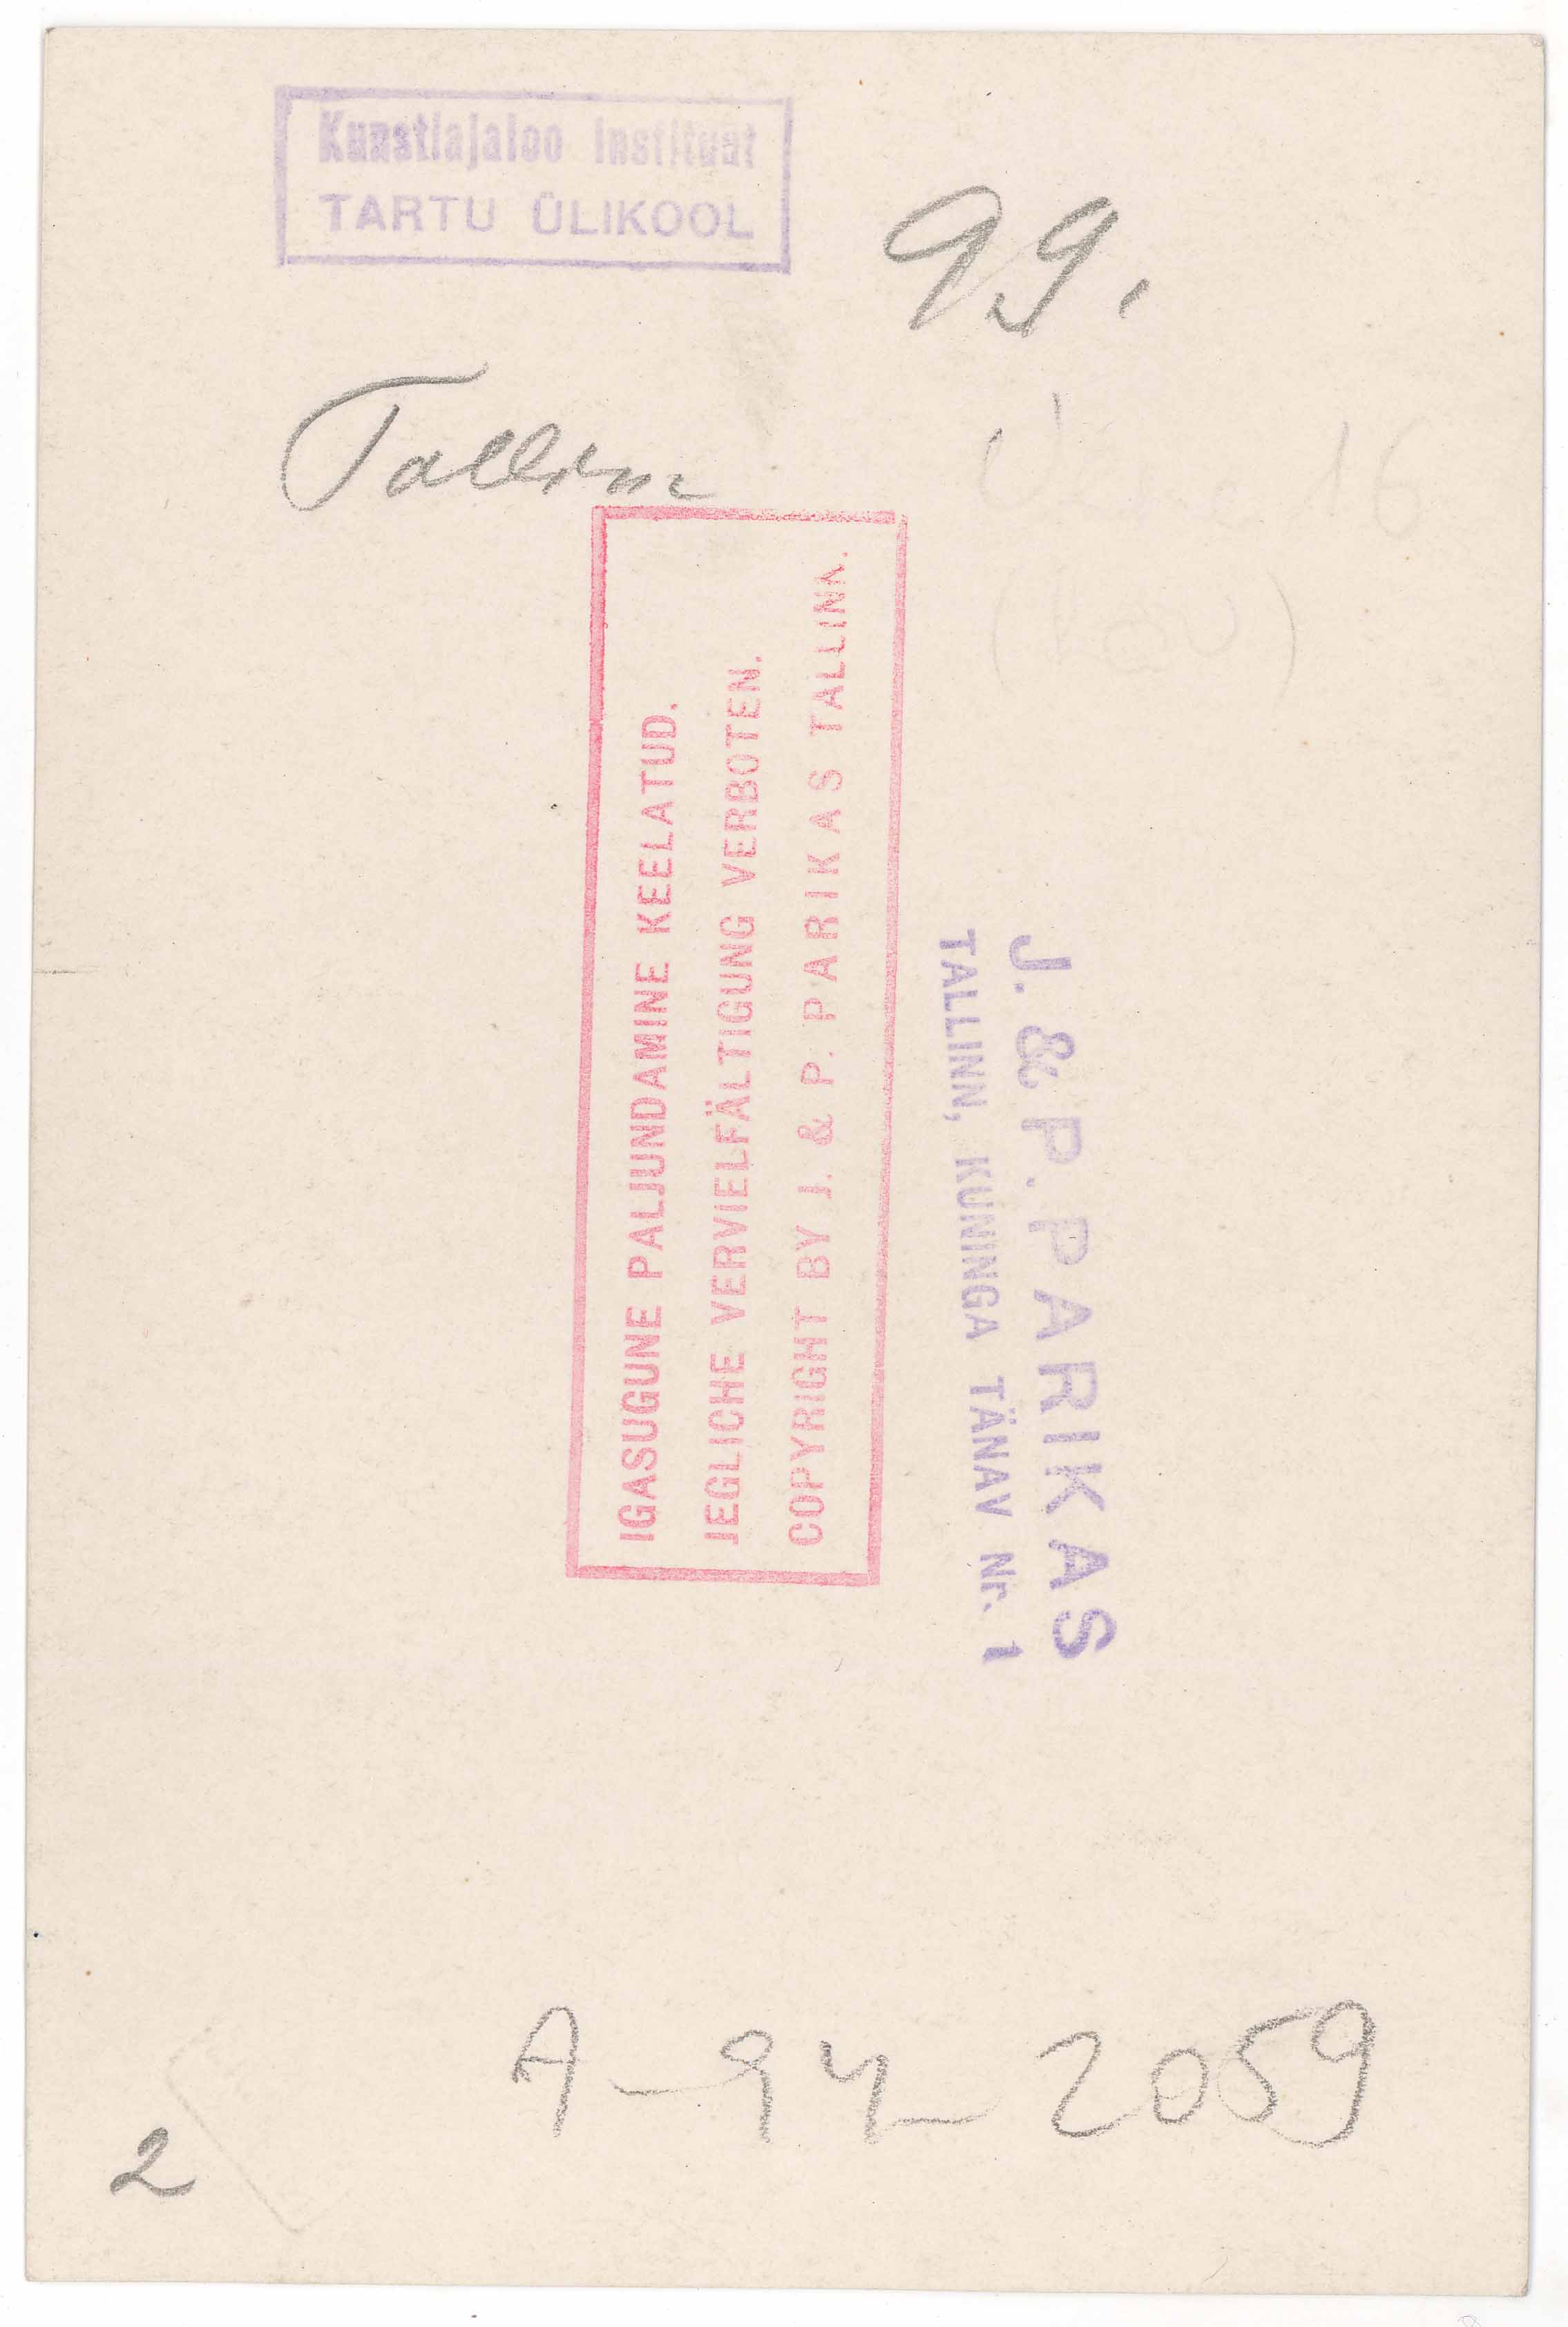 Kunstiajaloo Instituut
TARTU ÜLIKOOL
99.
Tallinn
16
IGASUGUNE PALJUNDAMINE KEELATUD.
JEGLICHE VERVIELFÄLTIGUNG VERBOTEN.
COPYRIGHT BY J. & P. PARIKAS TALLINN.
J. & P. PARIKAS
TALLINN, KUNINGA TÄNAV Nr. 1
A-94-2059
2